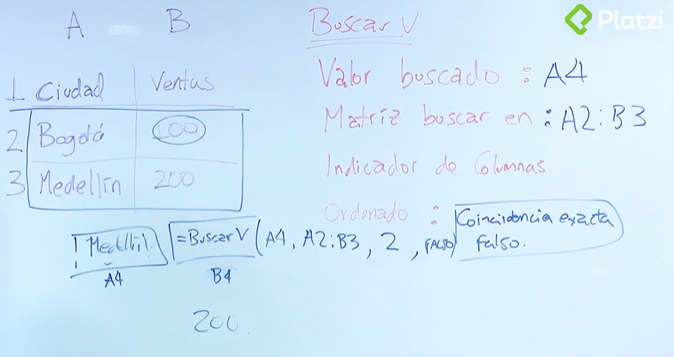 A B
Buscar V
Platzi
1 Ciudad Ventas
Valor buscado : A4
2 Bogotá 100
Matriz buscar en : A2:B3
3 Medellín 200
Indicador de Columnas
Ordenado : Coincidencia exacta
Falso.
=BuscarV (A4, A2:B3, 2, FALSO)
A4 B4
200